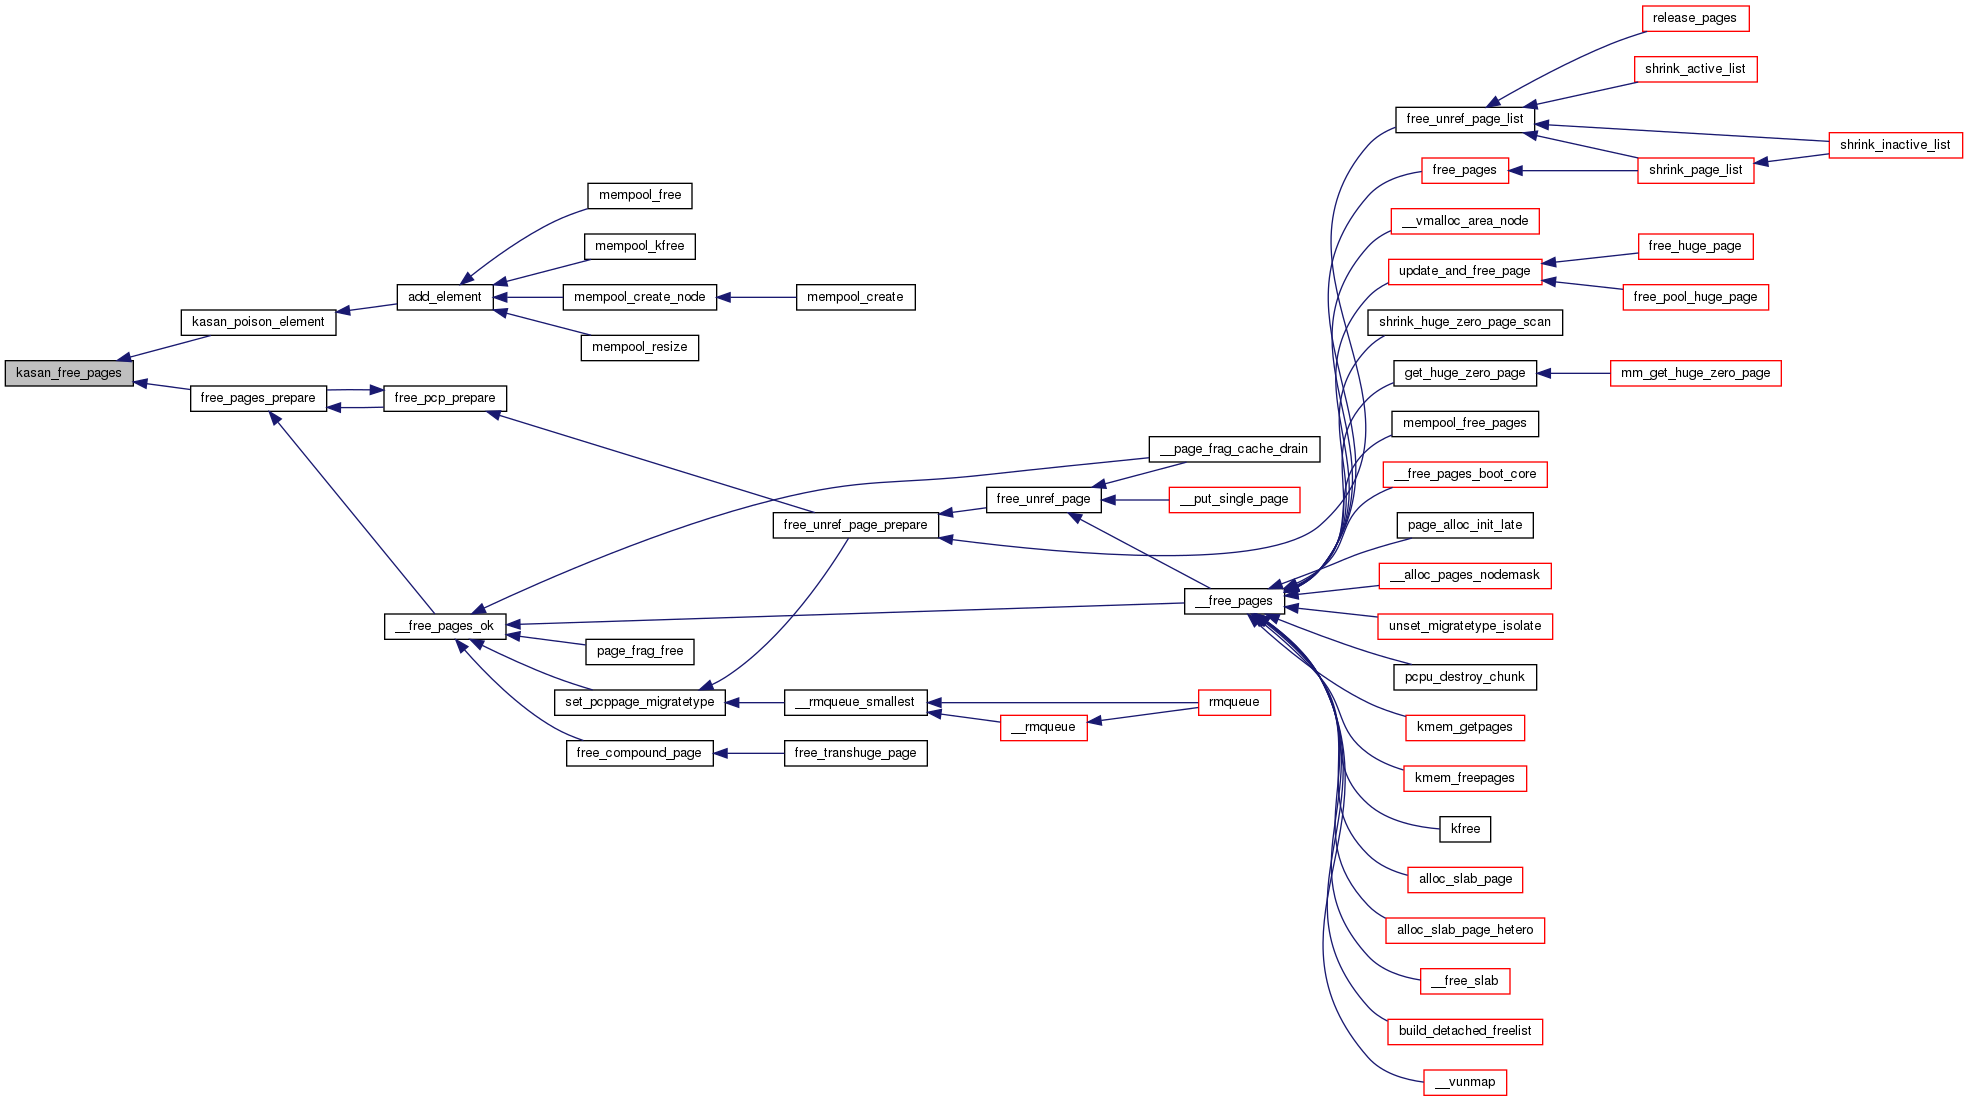 release_pages
shrink_active_list
free_unref_page_list
shrink_inactive_list
free_pages
shrink_page_list
mempool_free
__vmalloc_area_node
mempool_kfree
free_huge_page
update_and_free_page
add_element
mempool_create_node
mempool_create
free_pool_huge_page
kasan_poison_element
shrink_huge_zero_page_scan
mempool_resize
kasan_free_pages
get_huge_zero_page
mm_get_huge_zero_page
free_pages_prepare
free_pcp_prepare
mempool_free_pages
__page_frag_cache_drain
__free_pages_boot_core
free_unref_page
__put_single_page
free_unref_page_prepare
page_alloc_init_late
__alloc_pages_nodemask
__free_pages
__free_pages_ok
unset_migratetype_isolate
page_frag_free
pcpu_destroy_chunk
set_pcppage_migratetype
__rmqueue_smallest
rmqueue
__rmqueue
kmem_getpages
free_compound_page
free_transhuge_page
kmem_freepages
kfree
alloc_slab_page
alloc_slab_page_hetero
__free_slab
build_detached_freelist
__vunmap